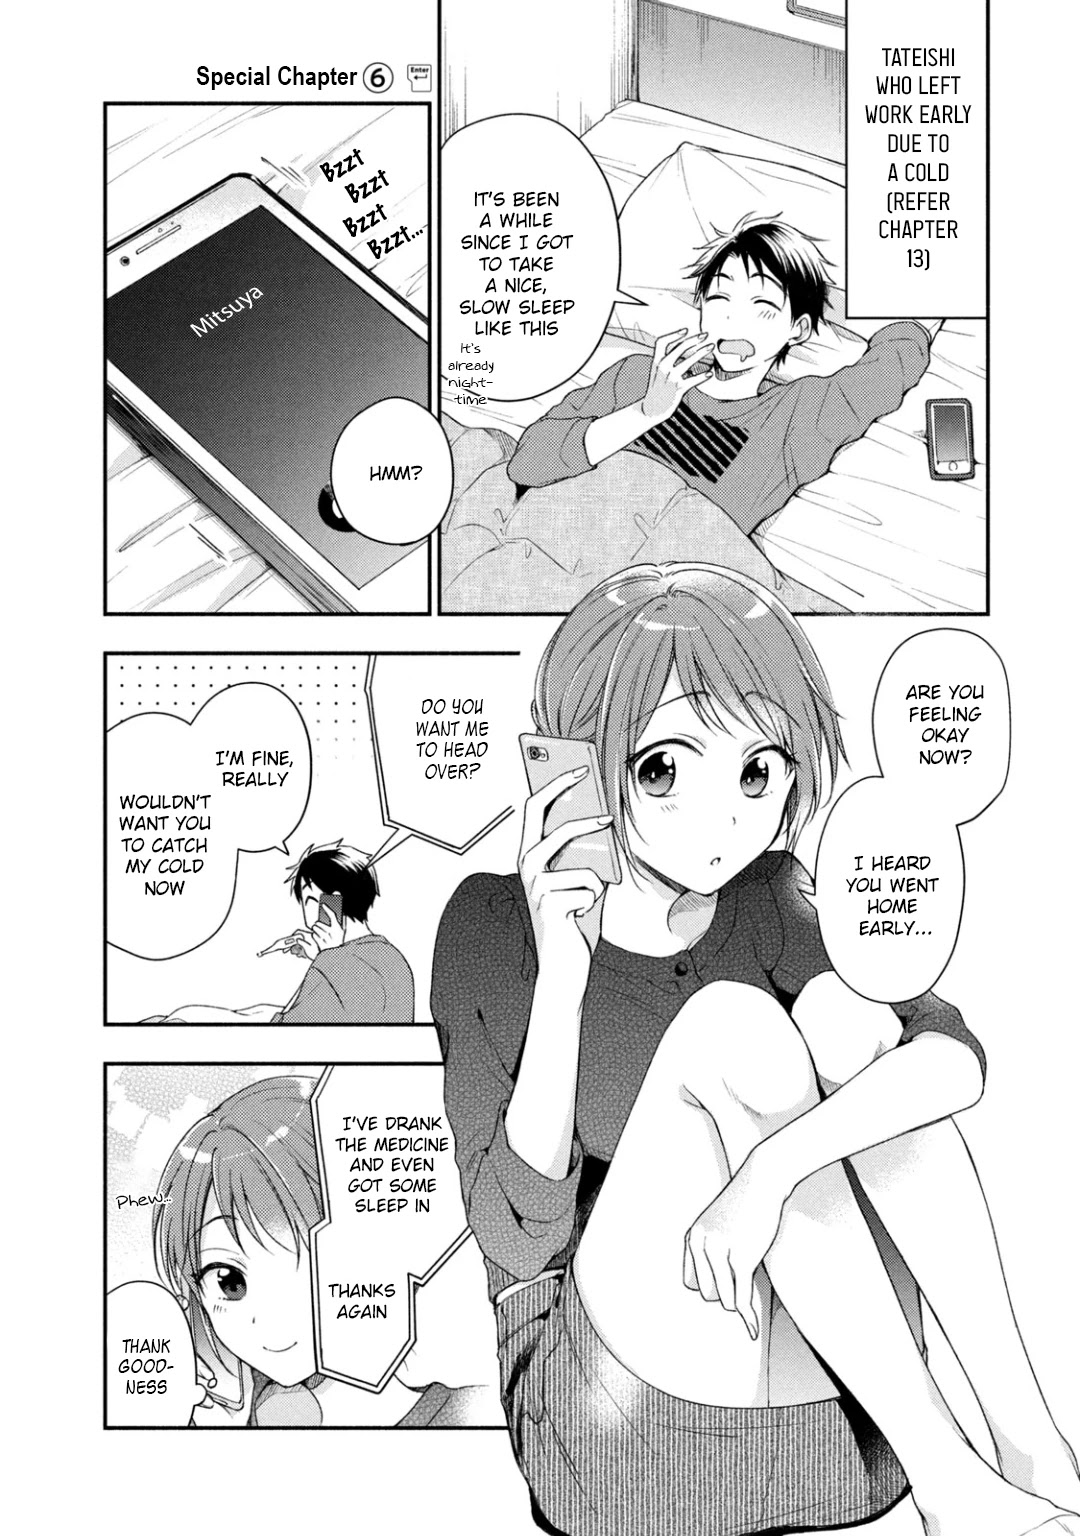 Special Chapter 6 Enter
TATEISHI
WHO LEFT
WORK EARLY
DUE TO
A COLD
(REFER
CHAPTER
13)
IT'S BEEN
A WHILE
SINCE I GOT
TO TAKE
A NICE,
SLOW SLEEP
LIKE THIS
It's
already
night-
time
Bzzt
Bzzt
Bzzt
Bzzt...
Mitsuya
HMM?
ARE YOU
FEELING
OKAY
NOW?
I HEARD
YOU WENT
HOME
EARLY...
DO YOU
WANT ME
TO HEAD
OVER?
I'M FINE,
REALLY
WOULDN'T
WANT YOU
TO CATCH
MY COLD
NOW
I'VE DRANK
THE MEDICINE
AND EVEN
GOT SOME
SLEEP IN
THANKS
AGAIN
Phew...
THANK
GOOD-
NESS